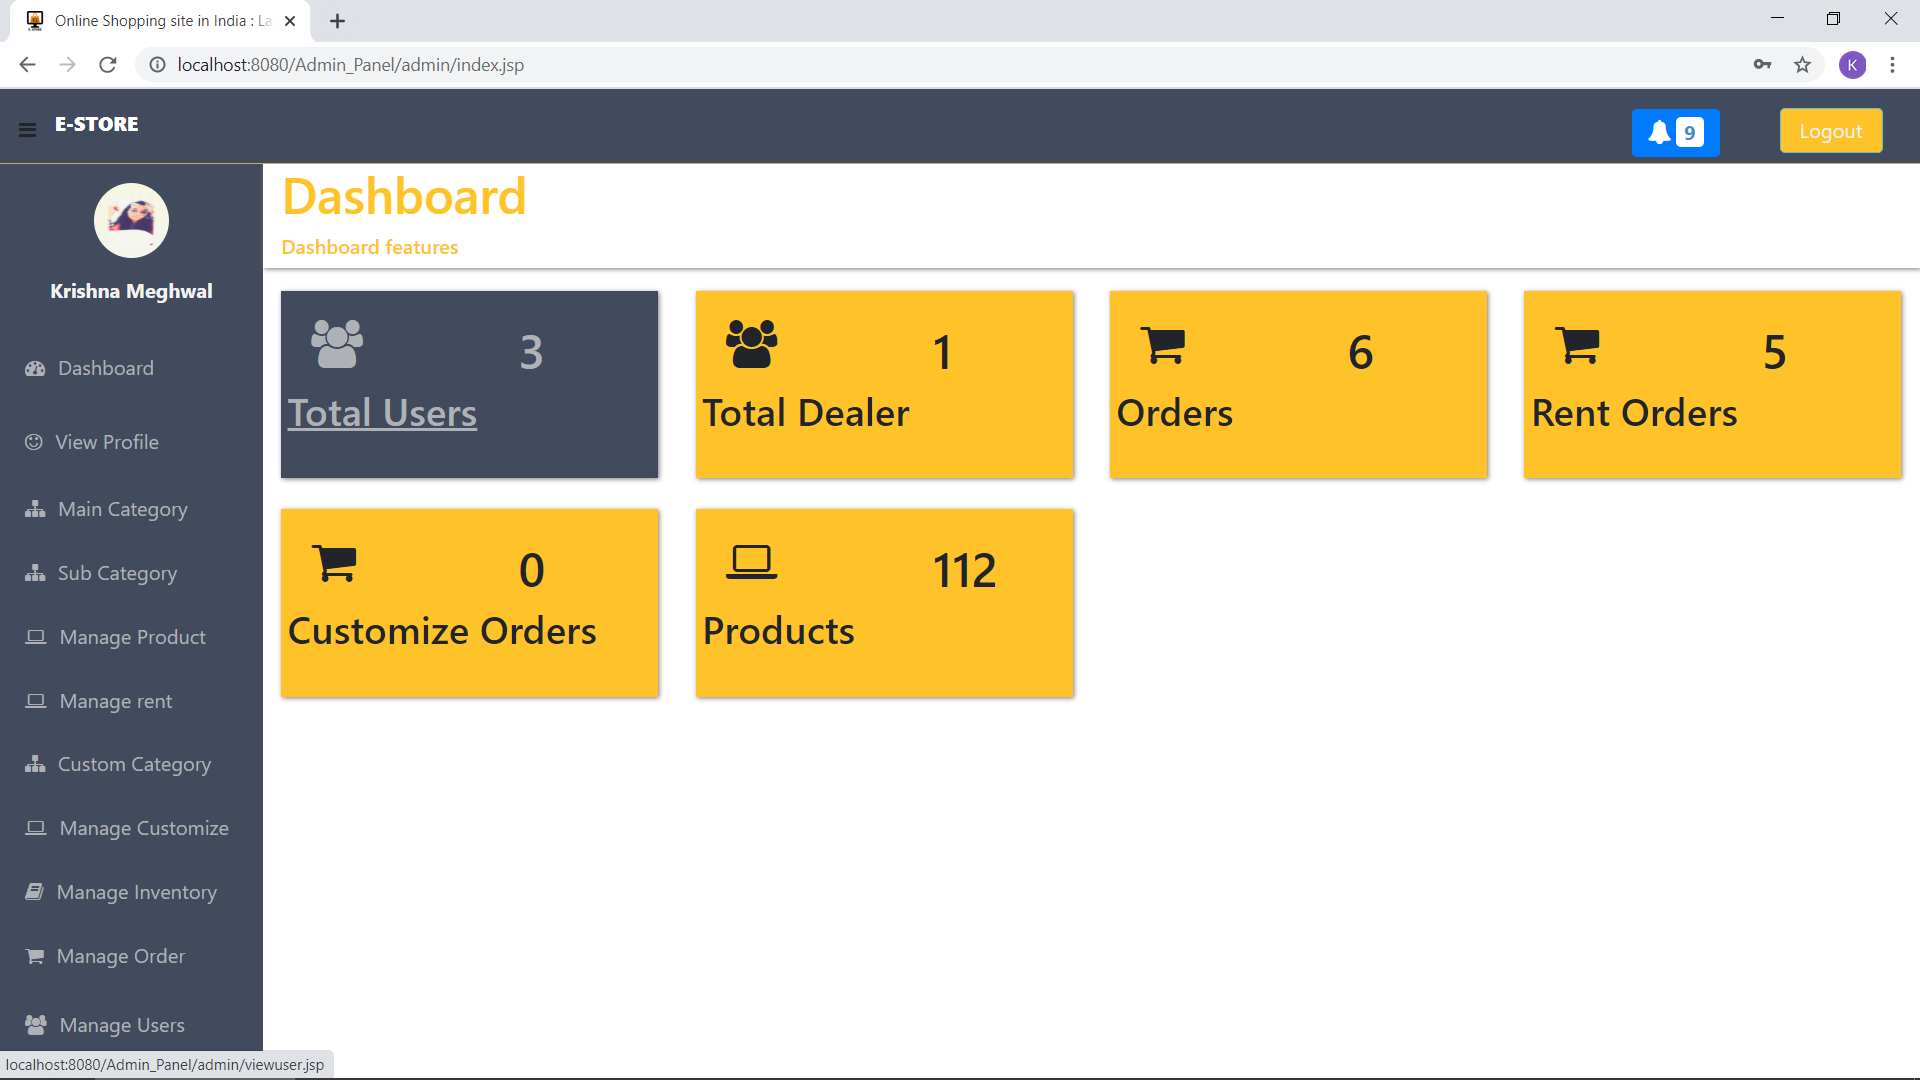 Online Shopping site in India : La
localhost:8080/Admin_Panel/admin/index.jsp
K
E-STORE
9
Logout
Krishna Meghwal
Dashboard
View Profile
Main Category
Sub Category
Manage Product
Manage rent
Custom Category
Manage Customize
Manage Inventory
Manage Order
Manage Users
Dashboard
Dashboard features
3
Total Users
1
Total Dealer
6
Orders
5
Rent Orders
0
Customize Orders
112
Products
localhost:8080/Admin_Panel/admin/viewuser.jsp